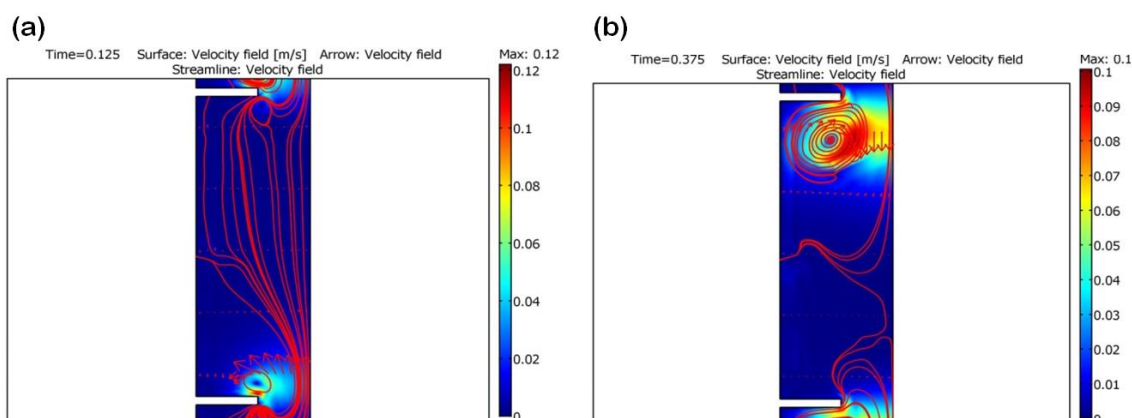 (a)
Time=0.125 Surface: Velocity field [m/s] Arrow: Velocity field
Streamline: Velocity field
Max: 0.12
0.12
0.1
0.08
0.06
0.04
0.02
0
(b)
Time=0.375 Surface: Velocity field [m/s] Arrow: Velocity field
Streamline: Velocity field
Max: 0.1
0.1
0.09
0.08
0.07
0.06
0.05
0.04
0.03
0.02
0.01
0